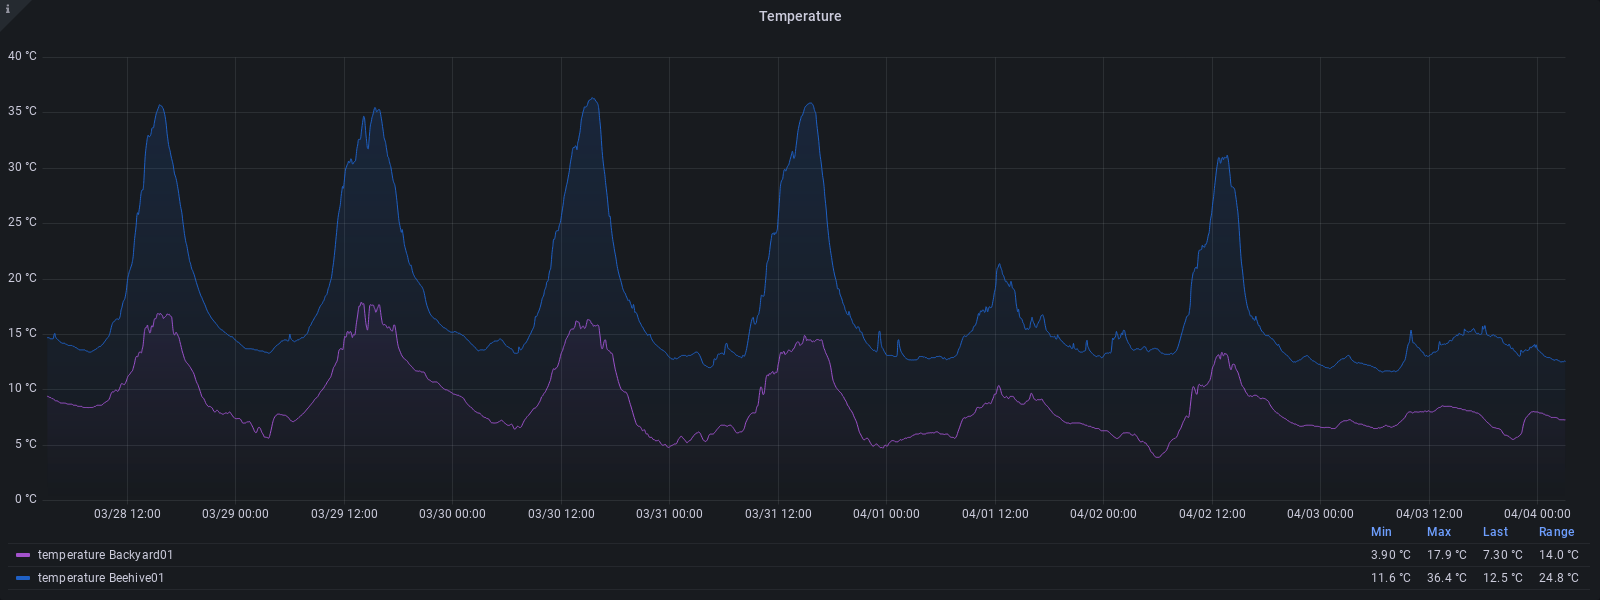 i
Temperature
40 °C
35 °C
30 °C
25 °C
20 °C
15 °C
10 °C
5 °C
0 °C
03/28 12:00 03/29 00:00 03/29 12:00 03/30 00:00 03/30 12:00 03/31 00:00 03/31 12:00 04/01 00:00 04/01 12:00 04/02 00:00 04/02 12:00 04/03 00:00 04/03 12:00 04/04 00:00
Min Max Last Range
temperature Backyard01 3.90 °C 17.9 °C 7.30 °C 14.0 °C
temperature Beehive01 11.6 °C 36.4 °C 12.5 °C 24.8 °C